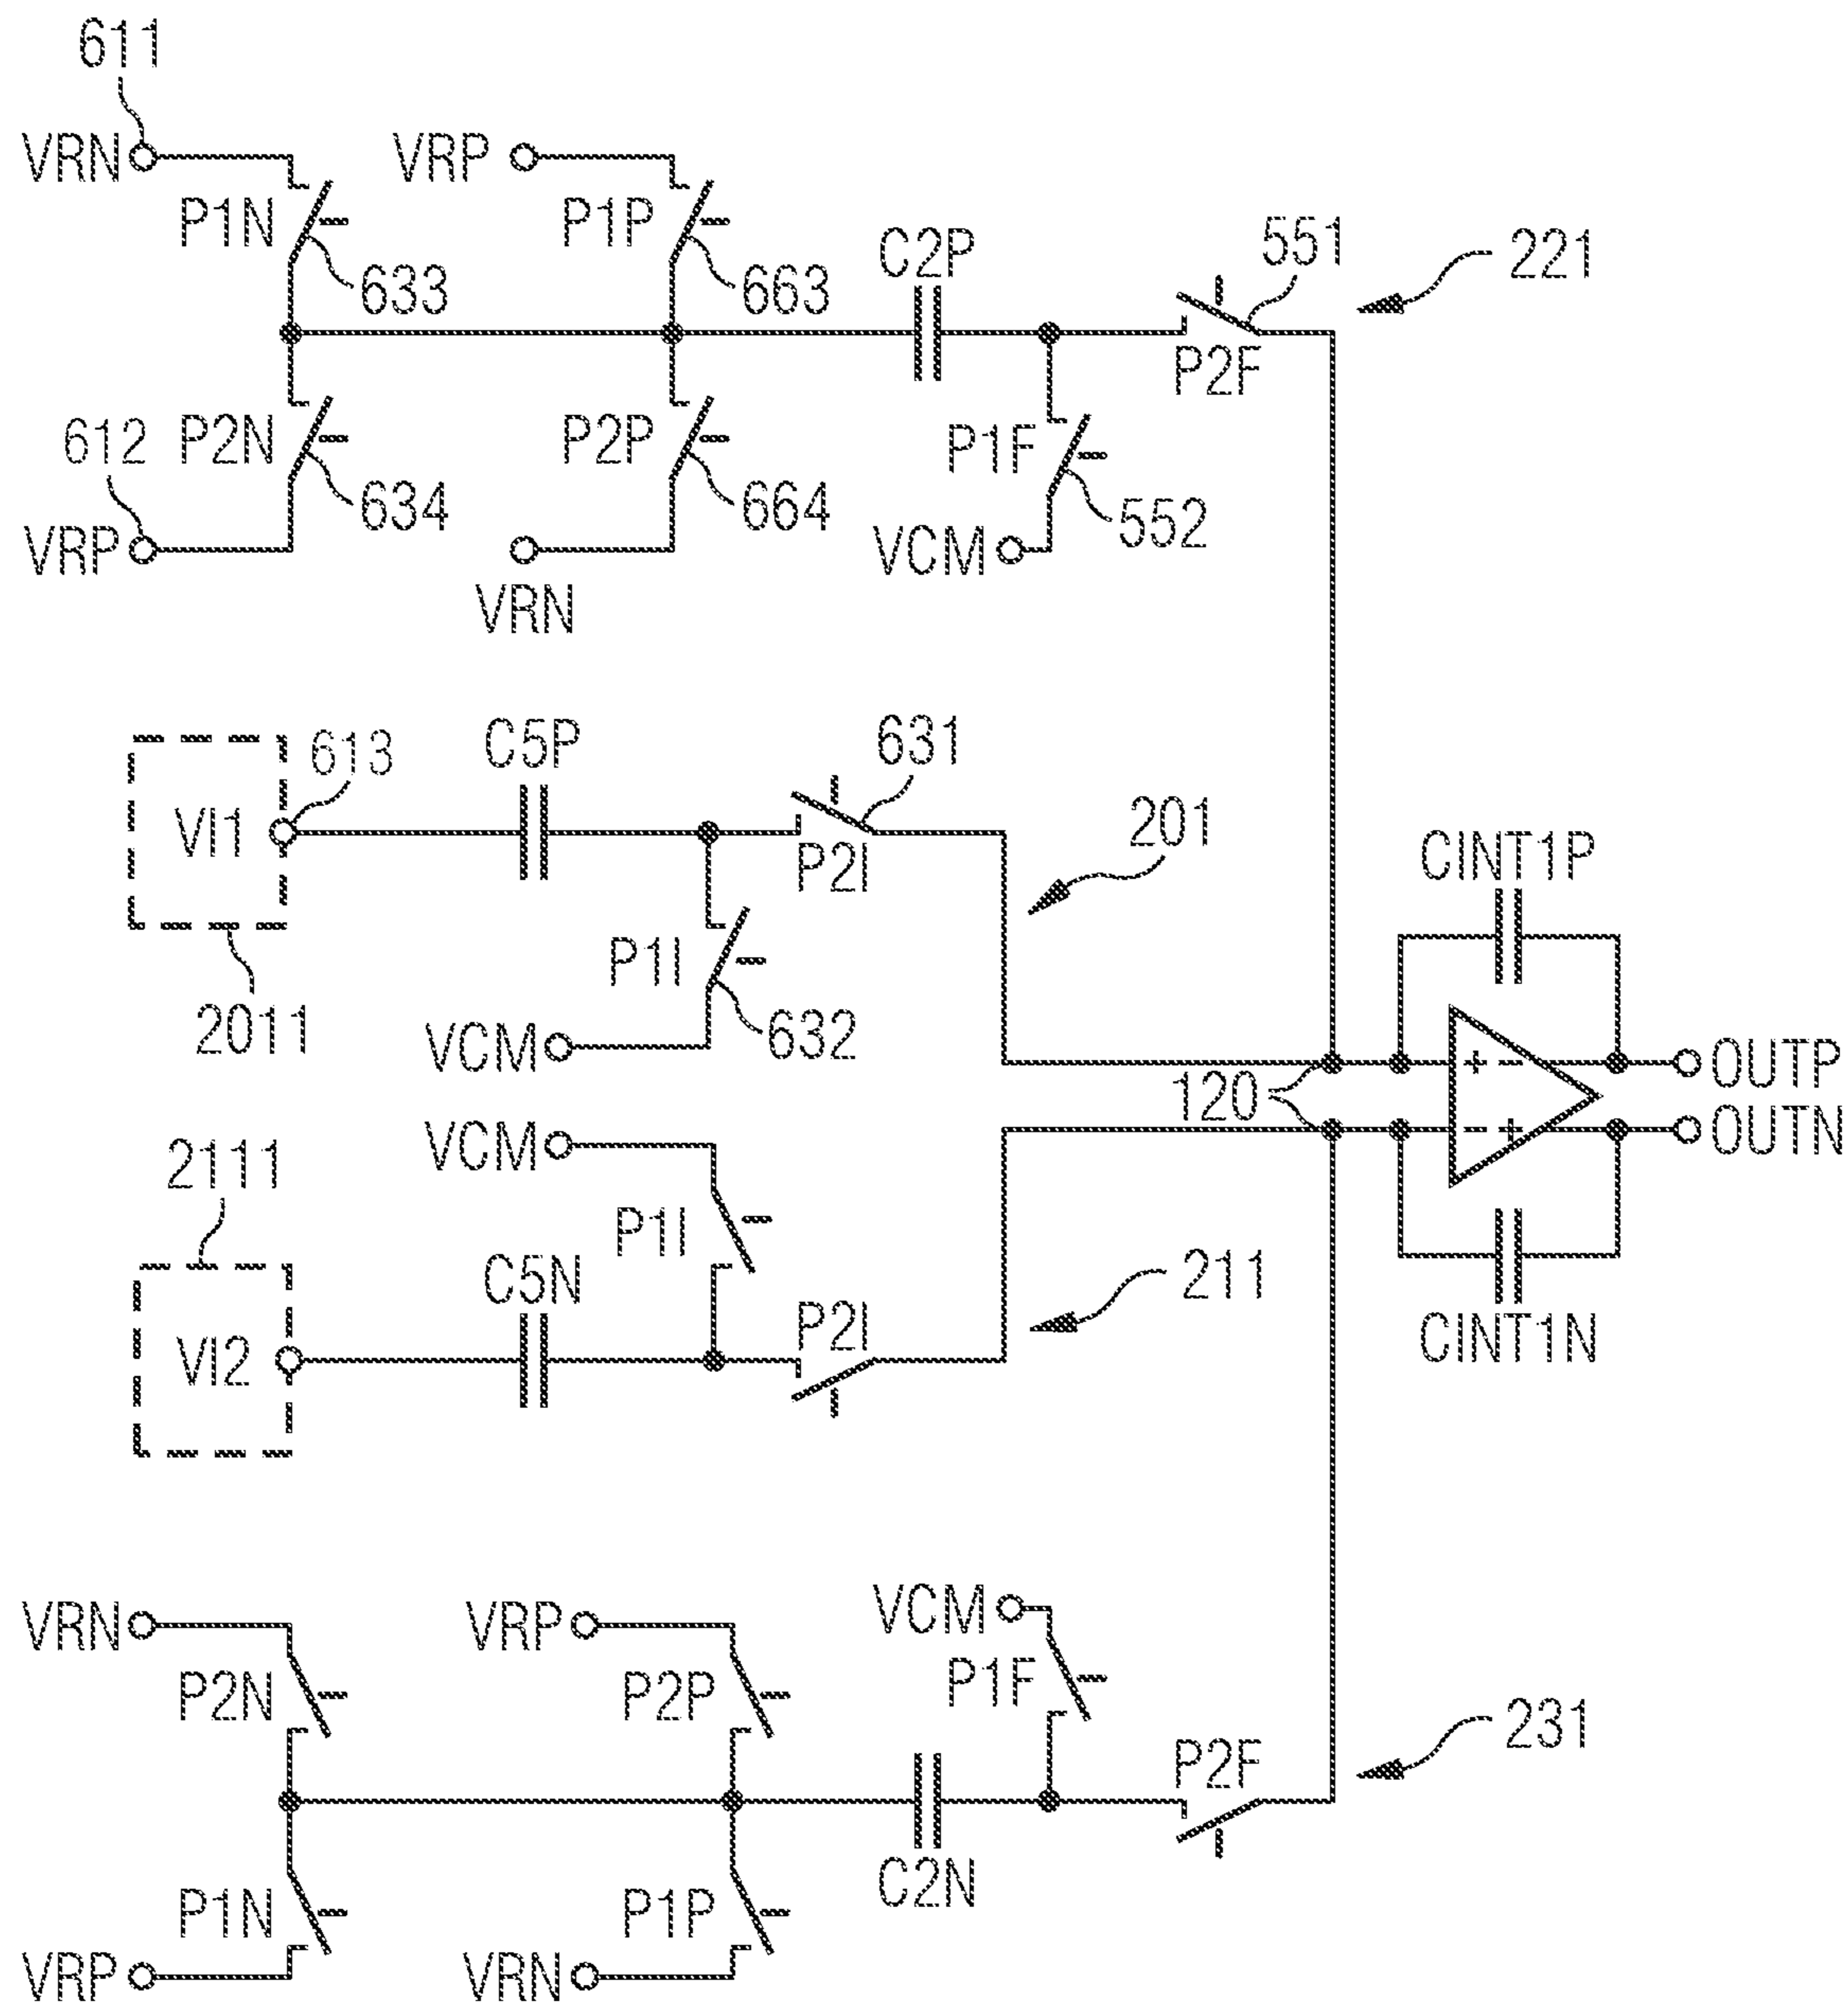 611
VRN
VRP
P1N
P1P
633
663
C2P
551
221
P2F
612
P2N
P2P
P1F
634
664
552
VRP
VRN
VCM
C5P
631
613
VI1
P2I
201
CINT1P
P1I
2011
632
VCM
120
OUTP
OUTN
VCM
2111
P1I
C5N
P2I
211
VI2
CINT1N
VRN
VRP
VCM
P2N
P2P
P1F
P2F
231
C2N
P1N
P1P
VRP
VRN